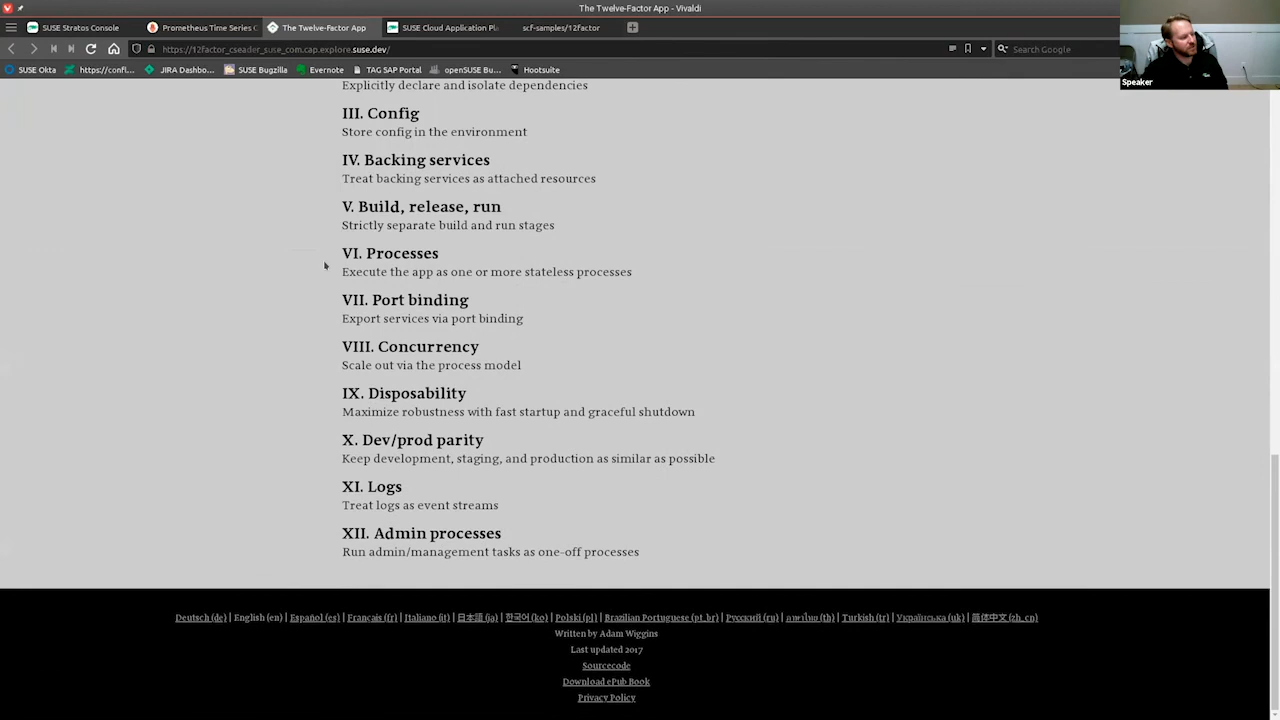 The Twelve-Factor App - Vivaldi
SUSE Stratos Console
Prometheus Time Series C
The Twelve-Factor App
SUSE Cloud Application Pla
scf-samples/12factor
https://12factor_cseader_suse_com.cap.explore.suse.dev/
Search Google
SUSE Okta
https://confl...
JIRA Dashbo...
SUSE Bugzilla
Evernote
TAG SAP Portal
openSUSE Bu...
Hootsuite
Speaker
Explicitly declare and isolate dependencies
III. Config
Store config in the environment
IV. Backing services
Treat backing services as attached resources
V. Build, release, run
Strictly separate build and run stages
VI. Processes
Execute the app as one or more stateless processes
VII. Port binding
Export services via port binding
VIII. Concurrency
Scale out via the process model
IX. Disposability
Maximize robustness with fast startup and graceful shutdown
X. Dev/prod parity
Keep development, staging, and production as similar as possible
XI. Logs
Treat logs as event streams
XII. Admin processes
Run admin/management tasks as one-off processes
Deutsch (de) | English (en) | Español (es) | Français (fr) | Italiano (it) | 日本語 (ja) | 한국어 (ko) | Polski (pl) | Brazilian Portuguese (pt_br) | Русский (ru) | ภาษาไทย (th) | Turkish (tr) | Українська (uk) | 简体中文 (zh_cn)
Written by Adam Wiggins
Last updated 2017
Sourcecode
Download ePub Book
Privacy Policy